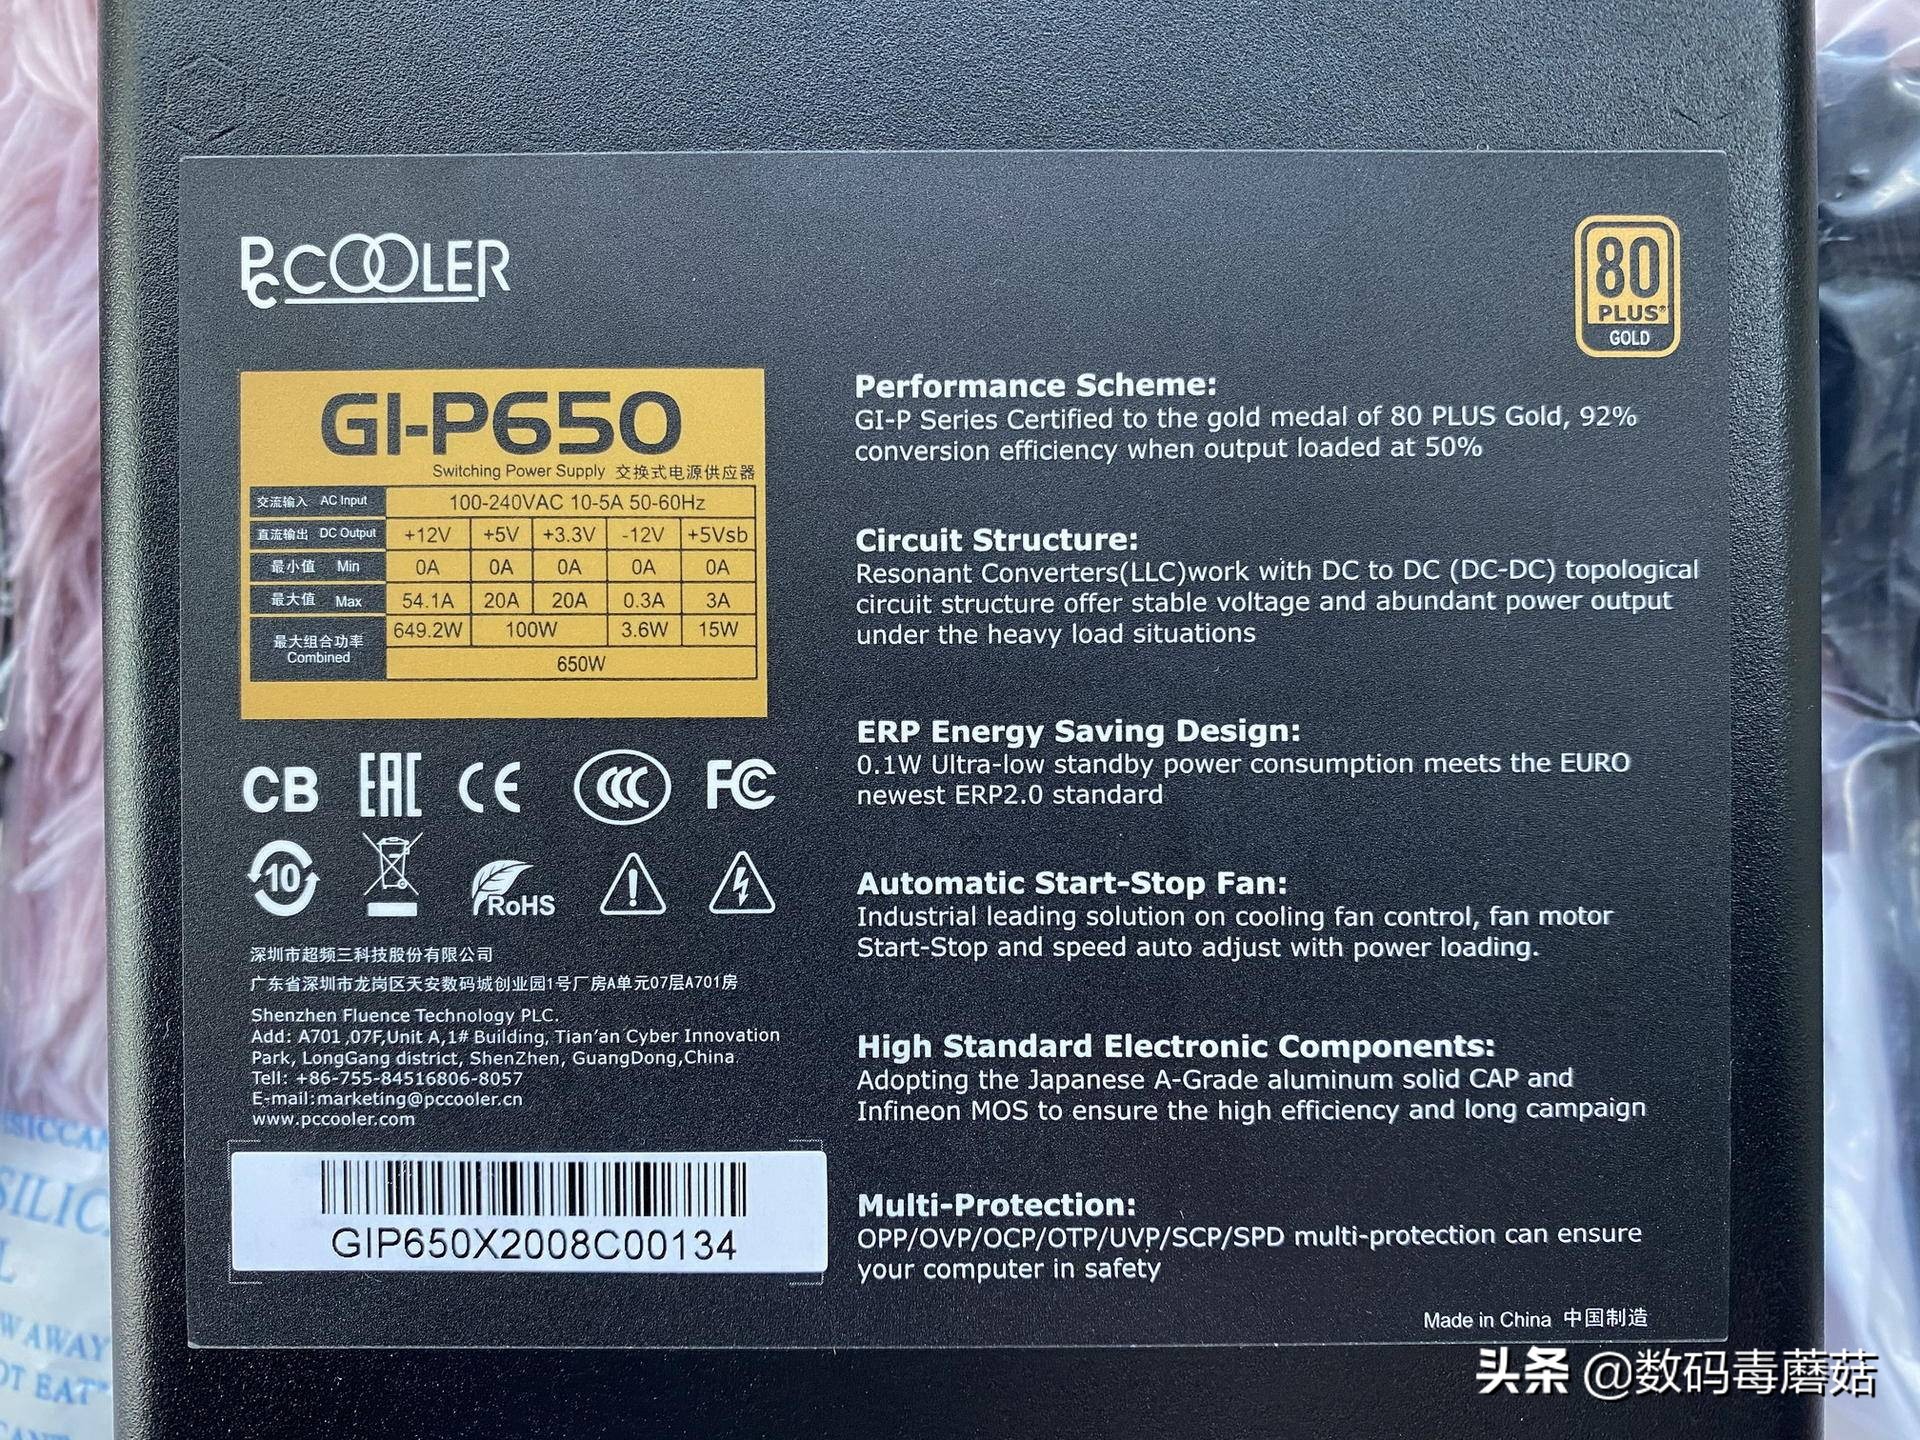 PCCOOLER
80
PLUS®
GOLD
GI-P650
Switching Power Supply 交换式电源供应器
交流输入 AC Input 100-240VAC 10-5A 50-60Hz
直流输出 DC Output +12V +5V +3.3V -12V +5Vsb
最小值 Min 0A 0A 0A 0A 0A
最大值 Max 54.1A 20A 20A 0.3A 3A
最大组合功率 Combined 649.2W 100W 3.6W 15W
650W
CB EAC CE CCC FC
10 RoHS
深圳市超频三科技股份有限公司
广东省深圳市龙岗区天安数码城创业园1号厂房A单元07层A701房
Shenzhen Fluence Technology PLC.
Add: A701,07F,Unit A,1# Building, Tian'an Cyber Innovation
Park, LongGang district, ShenZhen, GuangDong,China
Tell: +86-755-84516806-8057
E-mail:marketing@pccooler.cn
www.pccooler.com
GIP650X2008C00134
Performance Scheme:
GI-P Series Certified to the gold medal of 80 PLUS Gold, 92%
conversion efficiency when output loaded at 50%
Circuit Structure:
Resonant Converters(LLC)work with DC to DC (DC-DC) topological
circuit structure offer stable voltage and abundant power output
under the heavy load situations
ERP Energy Saving Design:
0.1W Ultra-low standby power consumption meets the EURO
newest ERP2.0 standard
Automatic Start-Stop Fan:
Industrial leading solution on cooling fan control, fan motor
Start-Stop and speed auto adjust with power loading.
High Standard Electronic Components:
Adopting the Japanese A-Grade aluminum solid CAP and
Infineon MOS to ensure the high efficiency and long campaign
Multi-Protection:
OPP/OVP/OCP/OTP/UVP/SCP/SPD multi-protection can ensure
your computer in safety
Made in China 中国制造
头条 @数码毒蘑菇